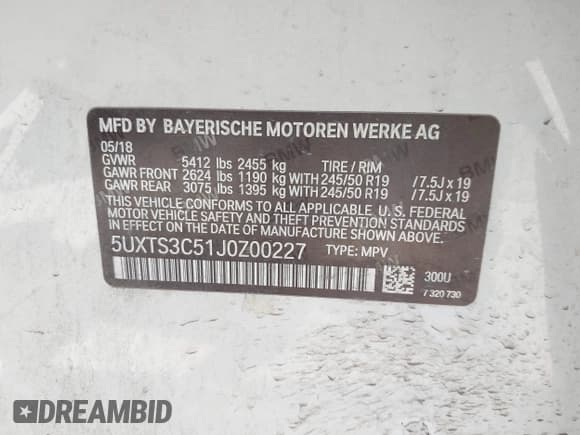 MFD BY BAYERISCHE MOTOREN WERKE AG
05/18
GVWR 5412 lbs 2455 kg TIRE / RIM
GAWR FRONT 2624 lbs 1190 kg WITH 245/50 R19 / 7.5J x 19
GAWR REAR 3075 lbs 1395 kg WITH 245/50 R19 / 7.5J x 19
THIS VEHICLE CONFORMS TO ALL APPLICABLE U. S. FEDERAL
MOTOR VEHICLE SAFETY AND THEFT PREVENTION STANDARDS
IN EFFECT ON THE DATE OF MANUFACTURE SHOWN ABOVE.
5UXTS3C51J0Z00227 TYPE: MPV
300U
7 320 730
DREAMBID